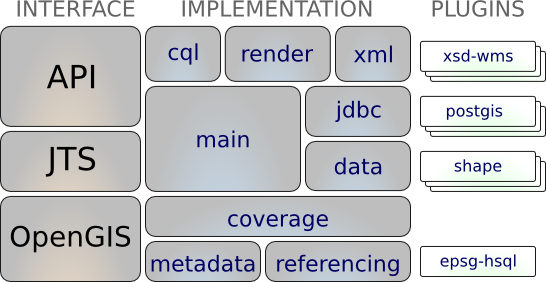 INTERFACE IMPLEMENTATION PLUGINS
API cql render xml xsd-wms
main jdbc postgis
JTS data shape
OpenGIS coverage
metadata referencing epsg-hsql